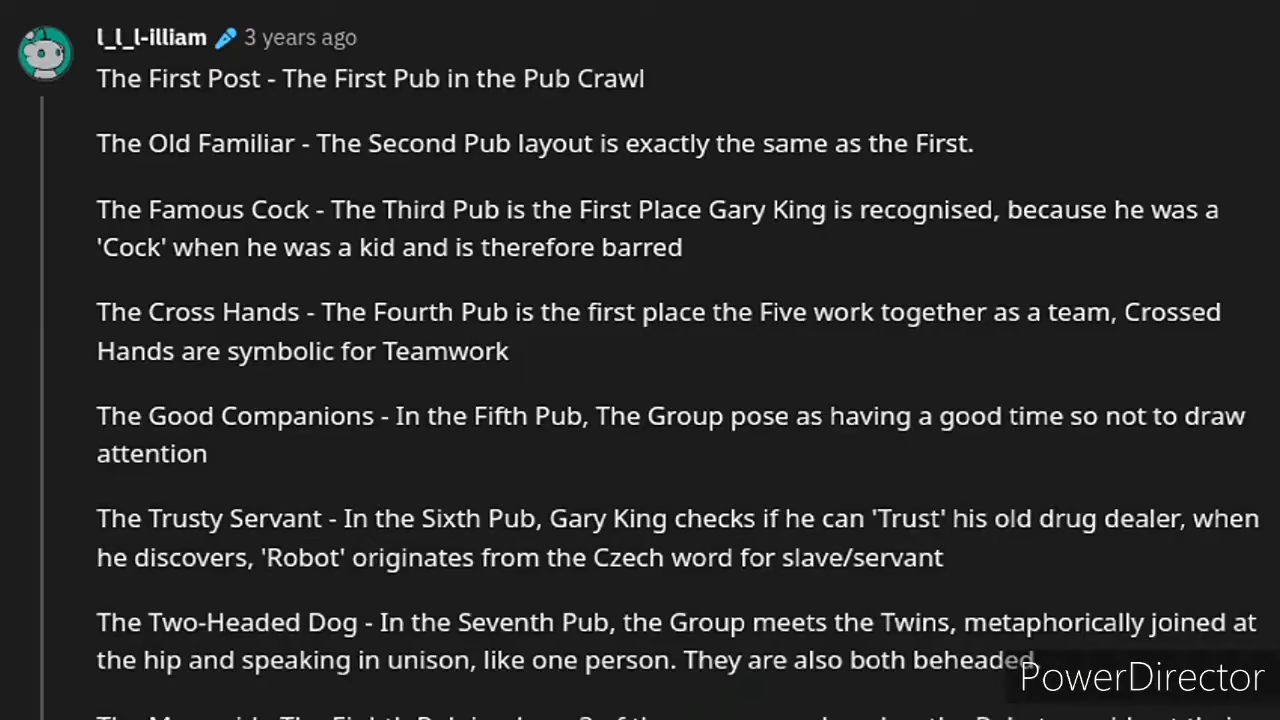 l_l_l-illiam 3 years ago
The First Post - The First Pub in the Pub Crawl
The Old Familiar - The Second Pub layout is exactly the same as the First.
The Famous Cock - The Third Pub is the First Place Gary King is recognised, because he was a
'Cock' when he was a kid and is therefore barred
The Cross Hands - The Fourth Pub is the first place the Five work together as a team, Crossed
Hands are symbolic for Teamwork
The Good Companions - In the Fifth Pub, The Group pose as having a good time so not to draw
attention
The Trusty Servant - In the Sixth Pub, Gary King checks if he can 'Trust' his old drug dealer, when
he discovers, 'Robot' originates from the Czech word for slave/servant
The Two-Headed Dog - In the Seventh Pub, the Group meets the Twins, metaphorically joined at
the hip and speaking in unison, like one person. They are also both beheaded.
PowerDirector